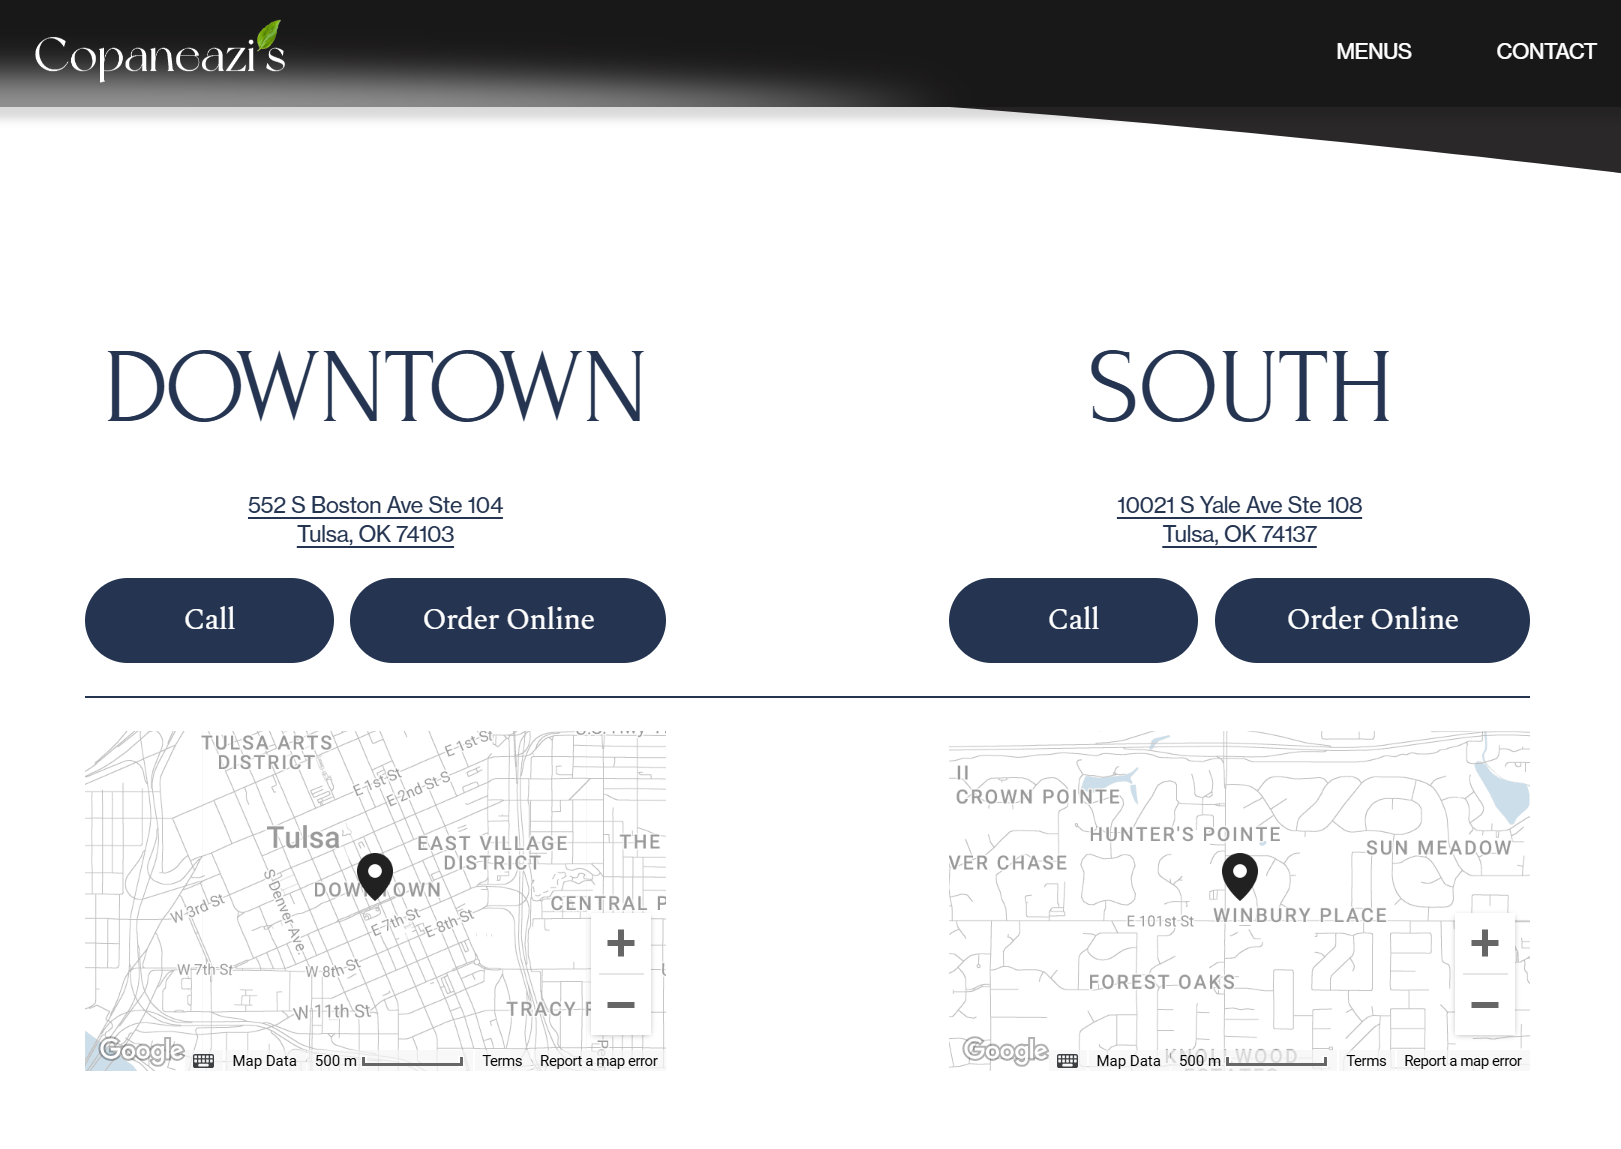 Copaneazi's
MENUS
CONTACT
DOWNTOWN
552 S Boston Ave Ste 104
Tulsa, OK 74103
Call
Order Online
SOUTH
10021 S Yale Ave Ste 108
Tulsa, OK 74137
Call
Order Online
TULSA ARTS
DISTRICT
E 1st St
E 1st St
E 2nd St S
Tulsa
EAST VILLAGE
DISTRICT
THE
DOWNTOWN
S Denver Ave.
W 3rd St
CENTRAL P
E 7th St
E 8th St
W 7th St
W 8th St
W 11th St
TRACY P
Google
Map Data
500 m
Terms
Report a map error
II
CROWN POINTE
HUNTER'S POINTE
SUN MEADOW
VER CHASE
E 101st St
WINBURY PLACE
FOREST OAKS
KNOLLWOOD
Google
Map Data
500 m
Terms
Report a map error